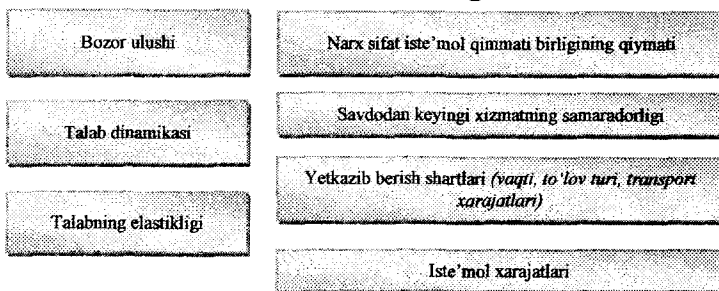 Bozor ulushi
Talab dinamikasi
Talabning elastikligi
Narx sifat iste’mol qimmati birligining qiymati
Savdodan keyingi xizmatning samaradorligi
Yetkazib berish shartlari (vaqti, to‘lov turi, transport
xarajatlari)
Iste’mol xarajatlari